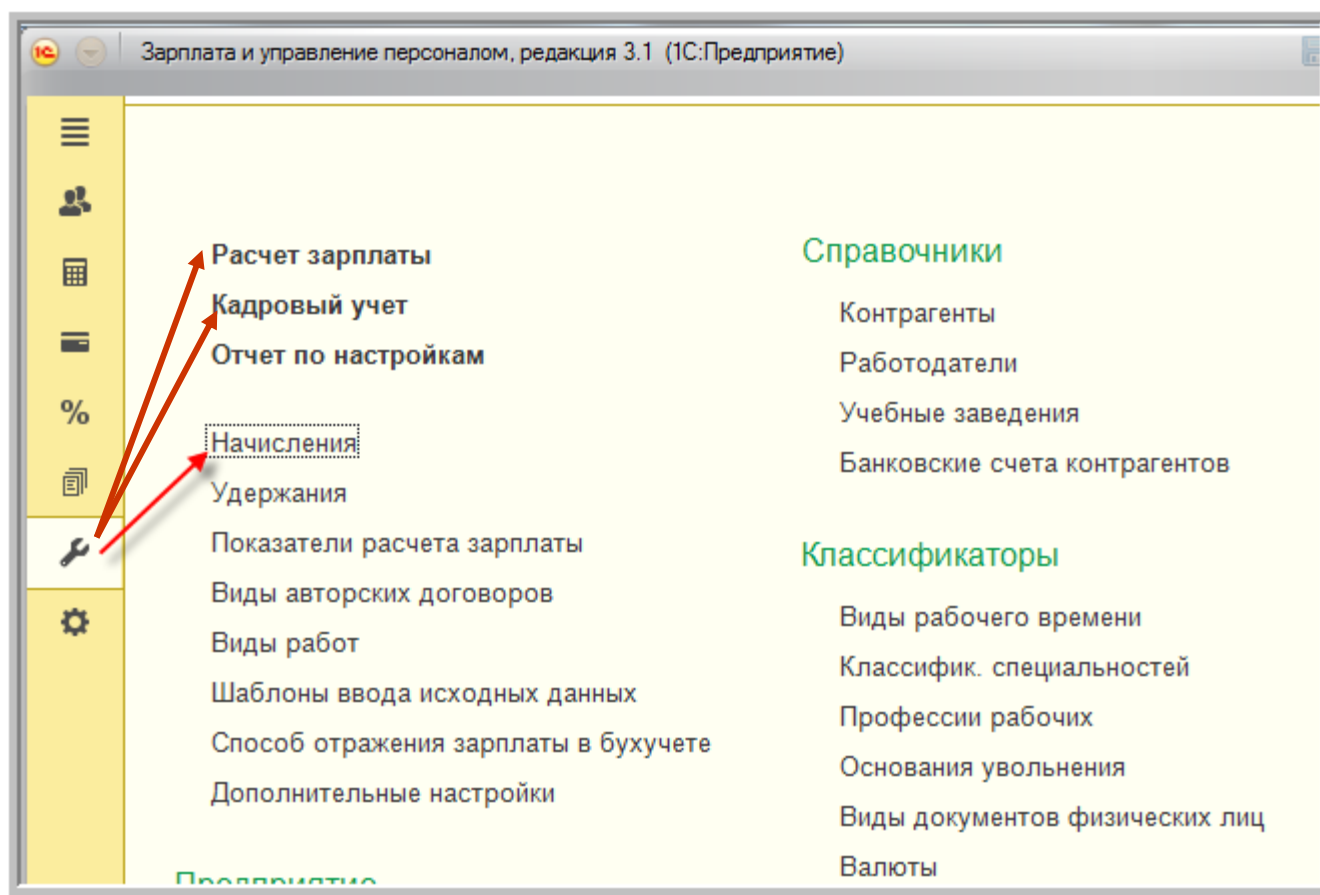 1С Зарплата и управление персоналом, редакция 3.1 (1С:Предприятие)
Расчет зарплаты
Кадровый учет
Отчет по настройкам
%
Начисления
Удержания
Показатели расчета зарплаты
Виды авторских договоров
Виды работ
Шаблоны ввода исходных данных
Способ отражения зарплаты в бухучете
Дополнительные настройки
Предприятие
Справочники
Контрагенты
Работодатели
Учебные заведения
Банковские счета контрагентов
Классификаторы
Виды рабочего времени
Классифик. специальностей
Профессии рабочих
Основания увольнения
Виды документов физических лиц
Валюты